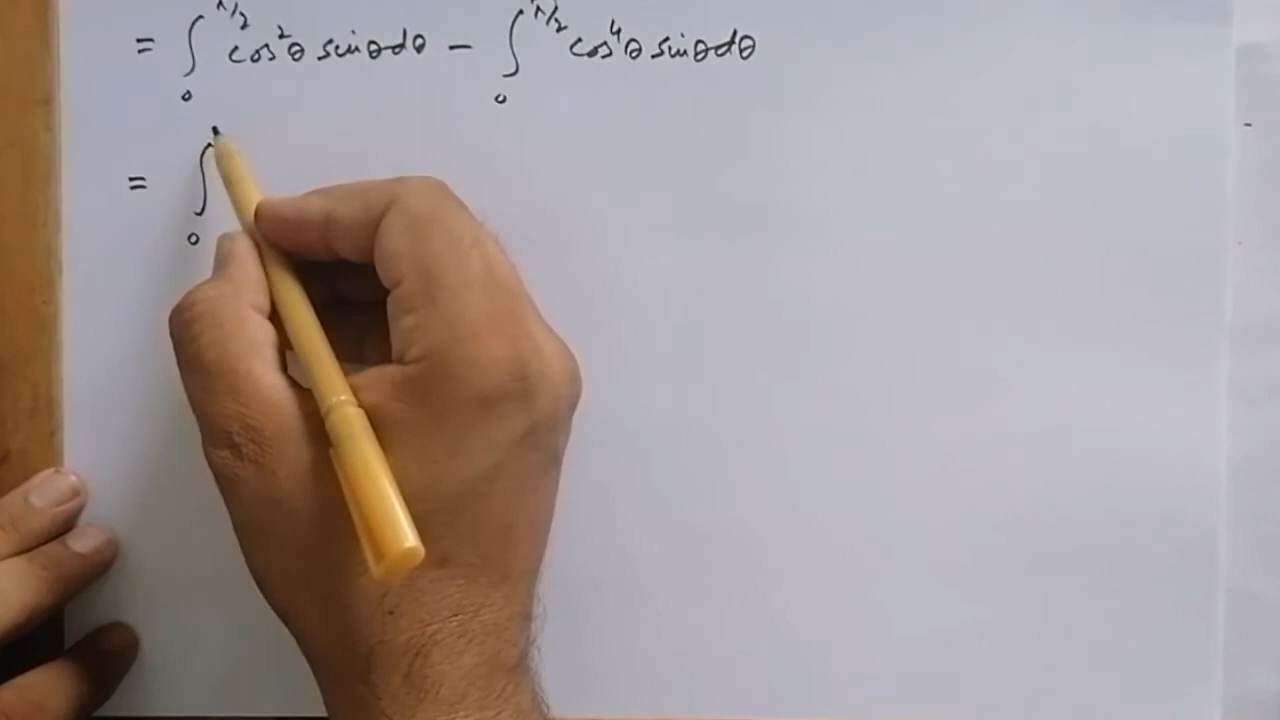 = ∫₀^(π/2) cos²θ sinθdθ − ∫₀^(π/2) cos⁴θ sinθdθ
= ∫₀